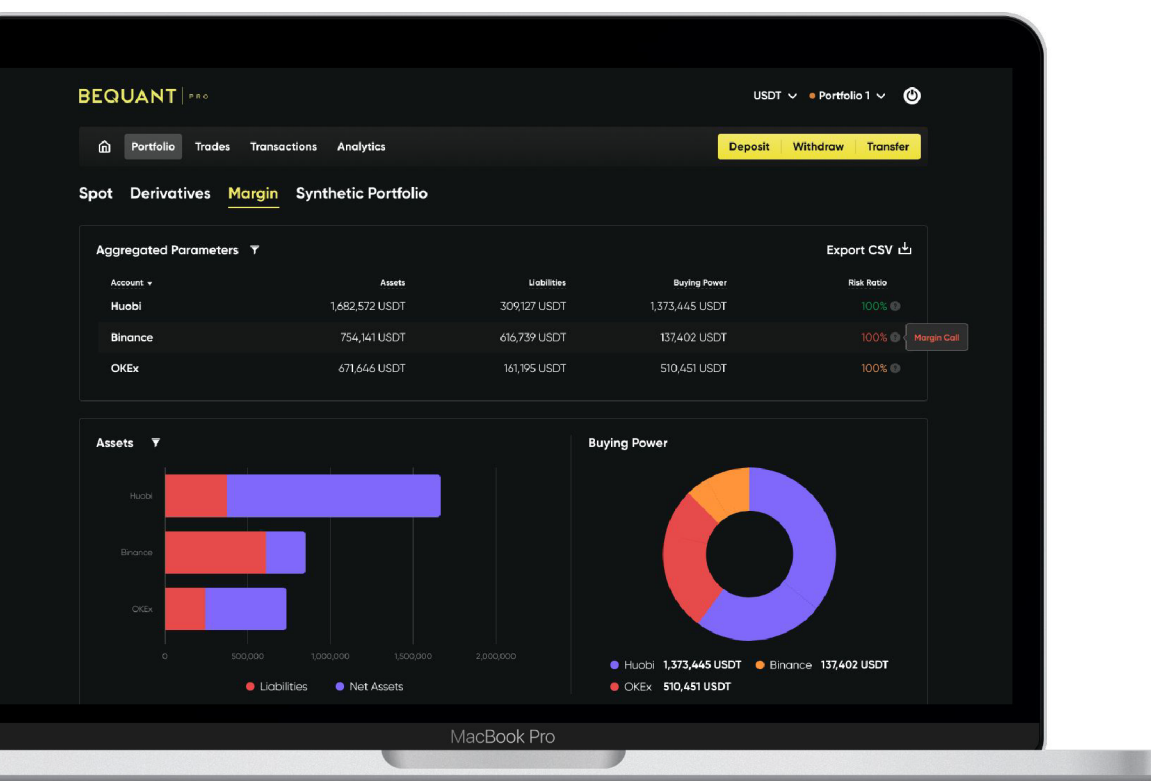 BEQUANT PRO
USDT Portfolio 1
Portfolio Trades Transactions Analytics
Deposit Withdraw Transfer
Spot Derivatives Margin Synthetic Portfolio
Aggregated Parameters
Export CSV
Account Assets Liabilities Buying Power Risk Ratio
Huobi 1,682,572 USDT 309,127 USDT 1,373,445 USDT 100%
Binance 754,141 USDT 616,739 USDT 137,402 USDT 100% Margin Call
OKEx 671,646 USDT 161,195 USDT 510,451 USDT 100%
Assets
Huobi
Binance
OKEx
0 500,000 1,000,000 1,500,000 2,000,000
Liabilities Net Assets
Buying Power
Huobi 1,373,445 USDT Binance 137,402 USDT
OKEx 510,451 USDT
MacBook Pro